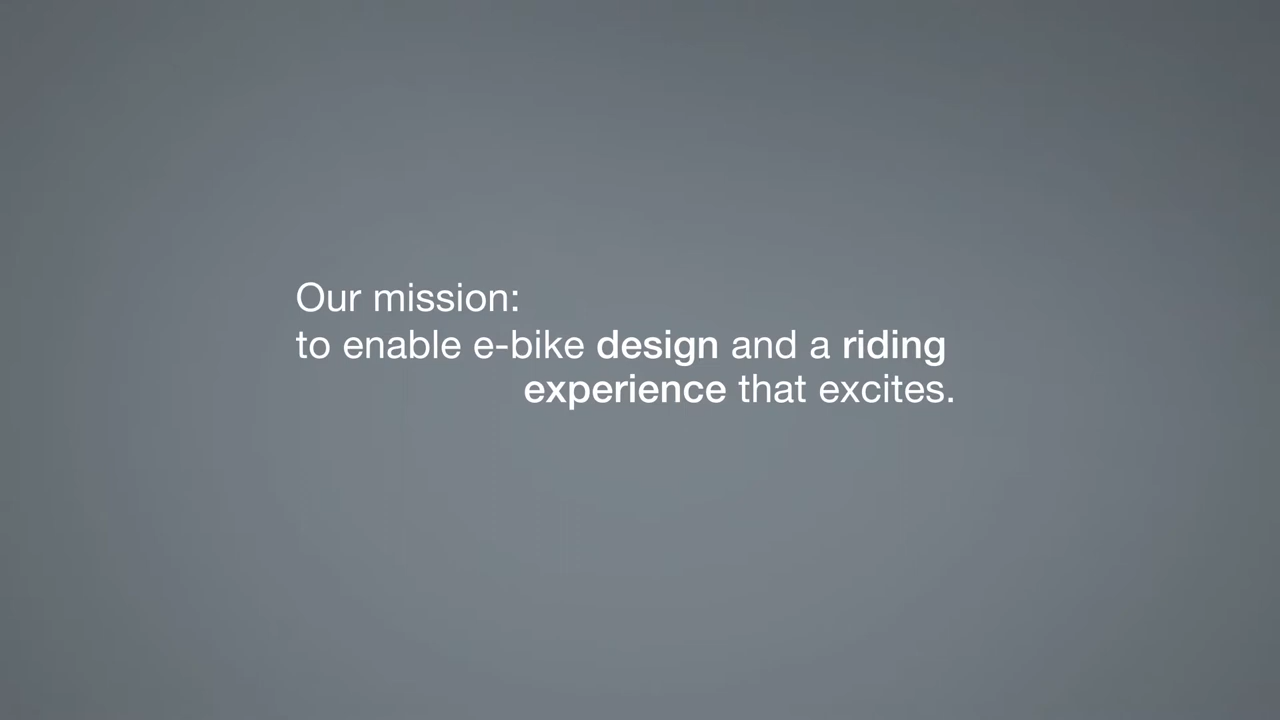 Our mission:
to enable e-bike design and a riding
experience that excites.